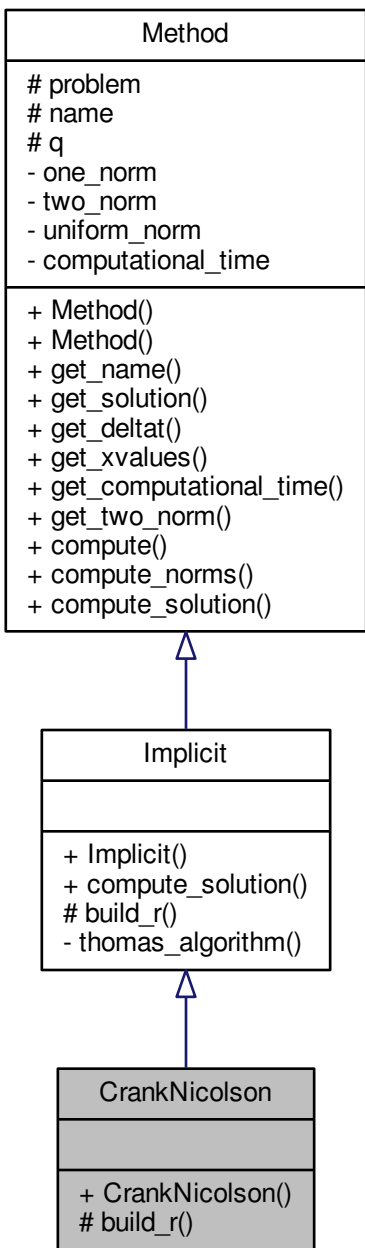 Method
# problem
# name
# q
- one_norm
- two_norm
- uniform_norm
- computational_time
+ Method()
+ Method()
+ get_name()
+ get_solution()
+ get_deltat()
+ get_xvalues()
+ get_computational_time()
+ get_two_norm()
+ compute()
+ compute_norms()
+ compute_solution()
Implicit
+ Implicit()
+ compute_solution()
# build_r()
- thomas_algorithm()
CrankNicolson
+ CrankNicolson()
# build_r()